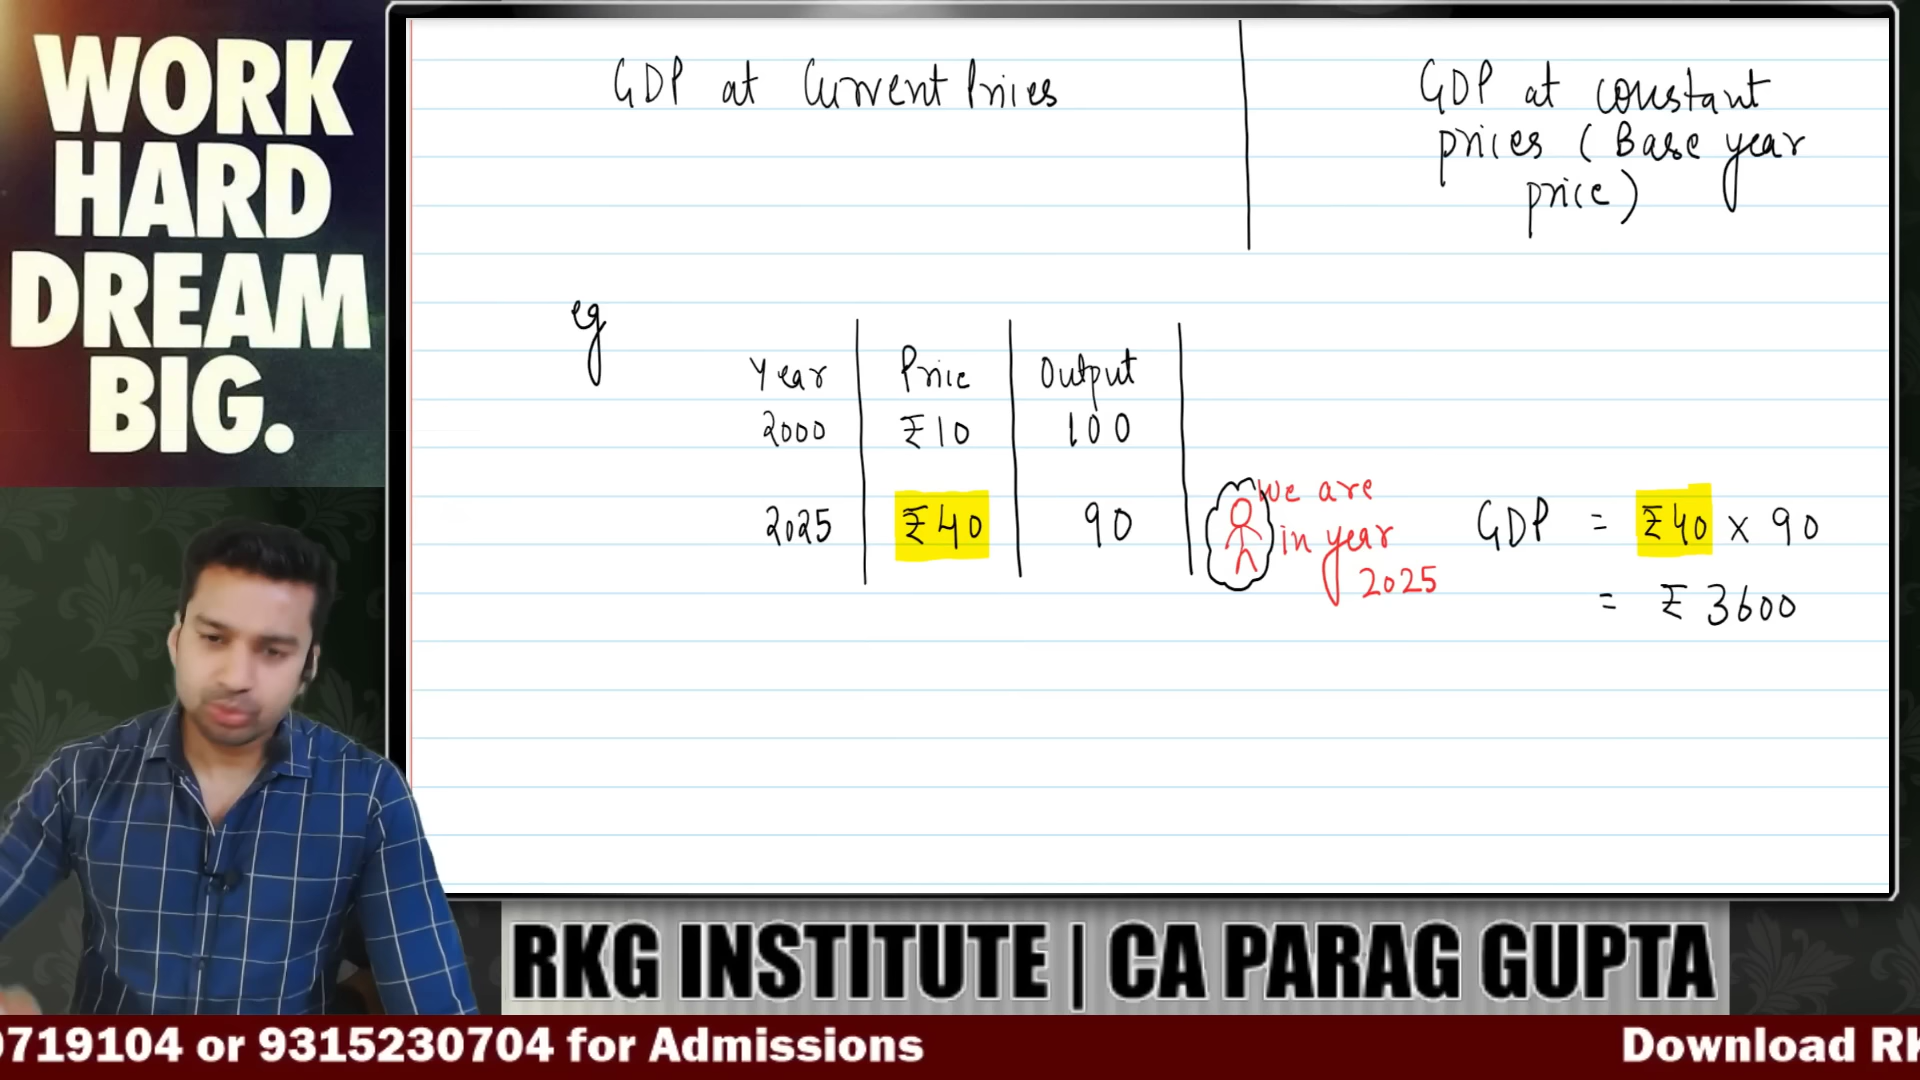 WORK
HARD
DREAM
BIG.
GDP at Current Prices
GDP at constant
prices (Base year
price)
eg
Year Price Output
2000 ₹10 100
2025 ₹40 90
We are
in year
2025
GDP = ₹40 x 90
= ₹ 3600
RKG INSTITUTE | CA PARAG GUPTA
9719104 or 9315230704 for Admissions
Download RK